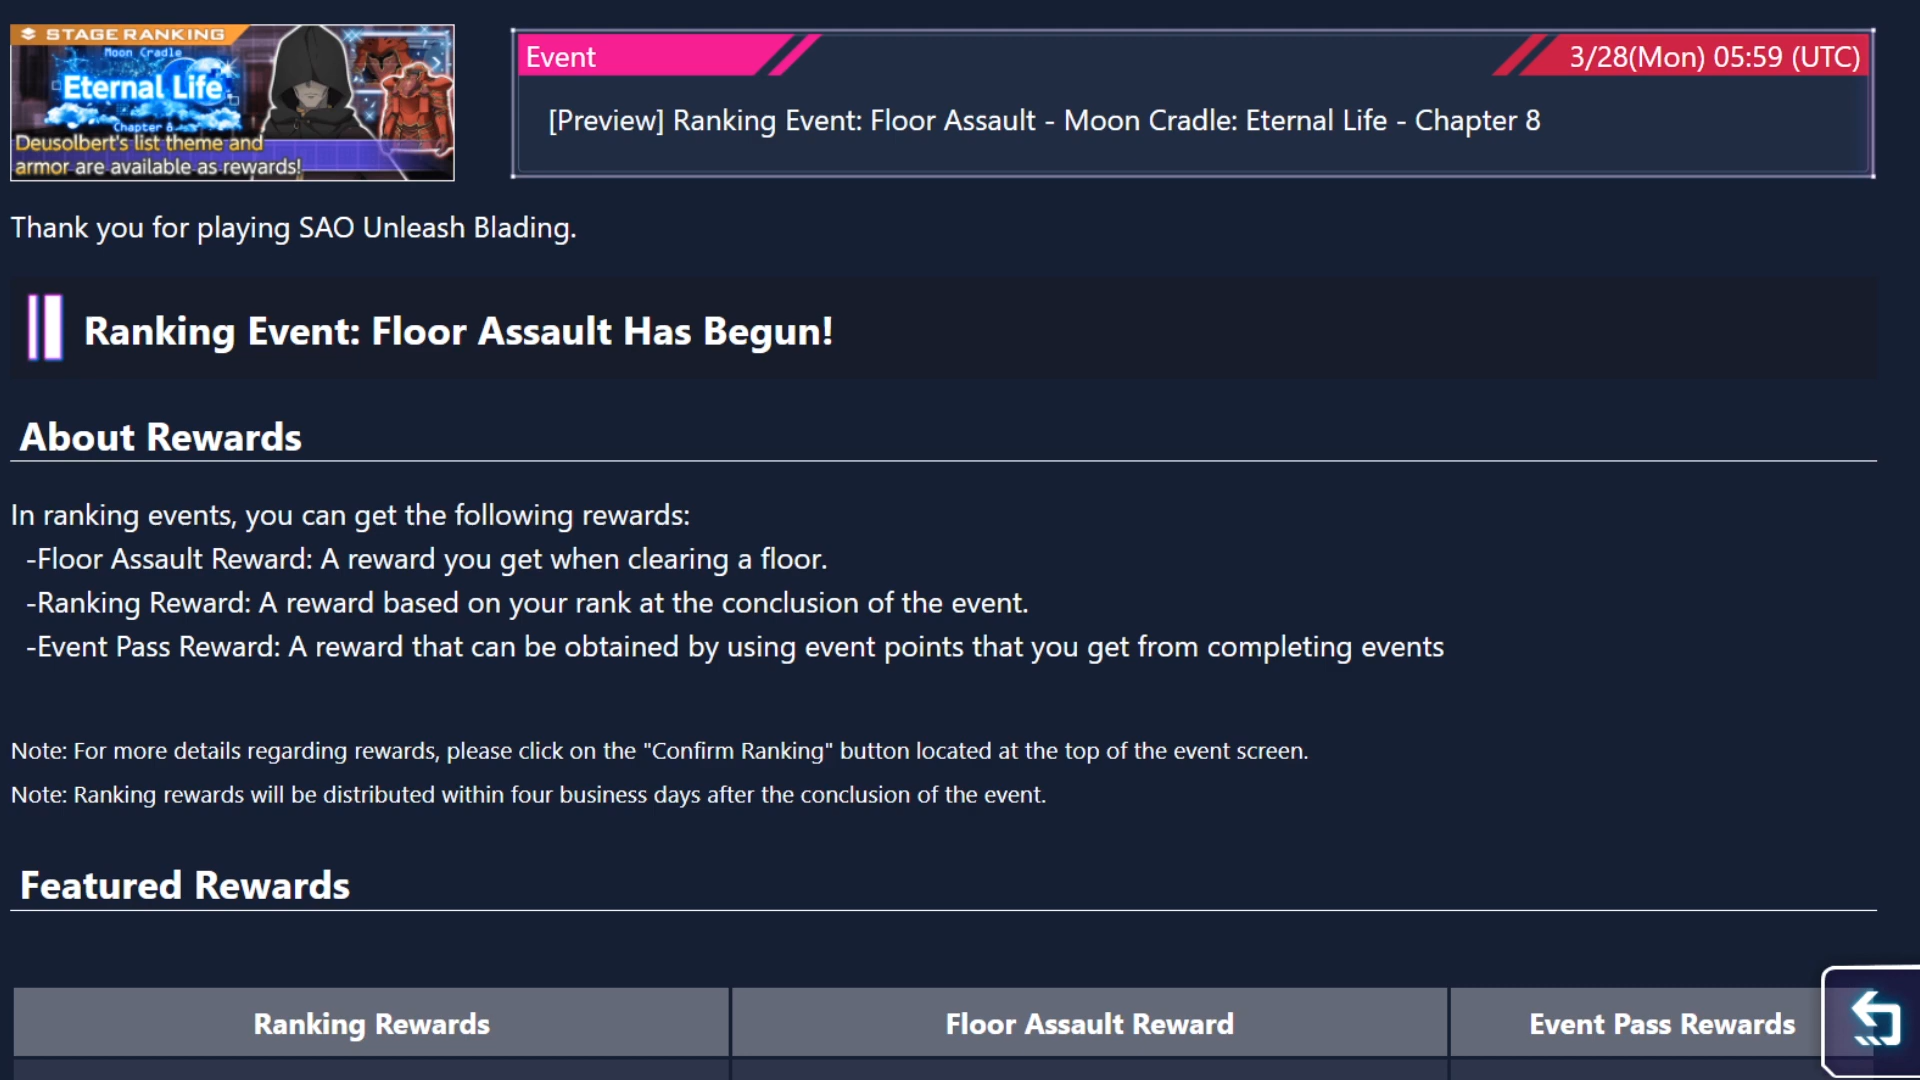 STAGE RANKING
Moon Cradle
Eternal Life
Chapter 8
Deusolbert's list theme and
armor are available as rewards!
Event
3/28(Mon) 05:59 (UTC)
[Preview] Ranking Event: Floor Assault - Moon Cradle: Eternal Life - Chapter 8
Thank you for playing SAO Unleash Blading.
Ranking Event: Floor Assault Has Begun!
About Rewards
In ranking events, you can get the following rewards:
-Floor Assault Reward: A reward you get when clearing a floor.
-Ranking Reward: A reward based on your rank at the conclusion of the event.
-Event Pass Reward: A reward that can be obtained by using event points that you get from completing events
Note: For more details regarding rewards, please click on the "Confirm Ranking" button located at the top of the event screen.
Note: Ranking rewards will be distributed within four business days after the conclusion of the event.
Featured Rewards
Ranking Rewards
Floor Assault Reward
Event Pass Rewards